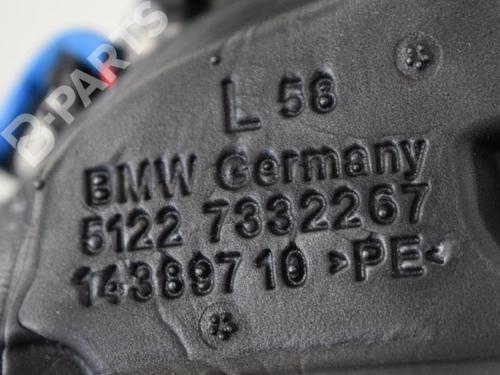 B-PARTS
L 58
BMW Germany
5122 7332267
14389710 >PE<